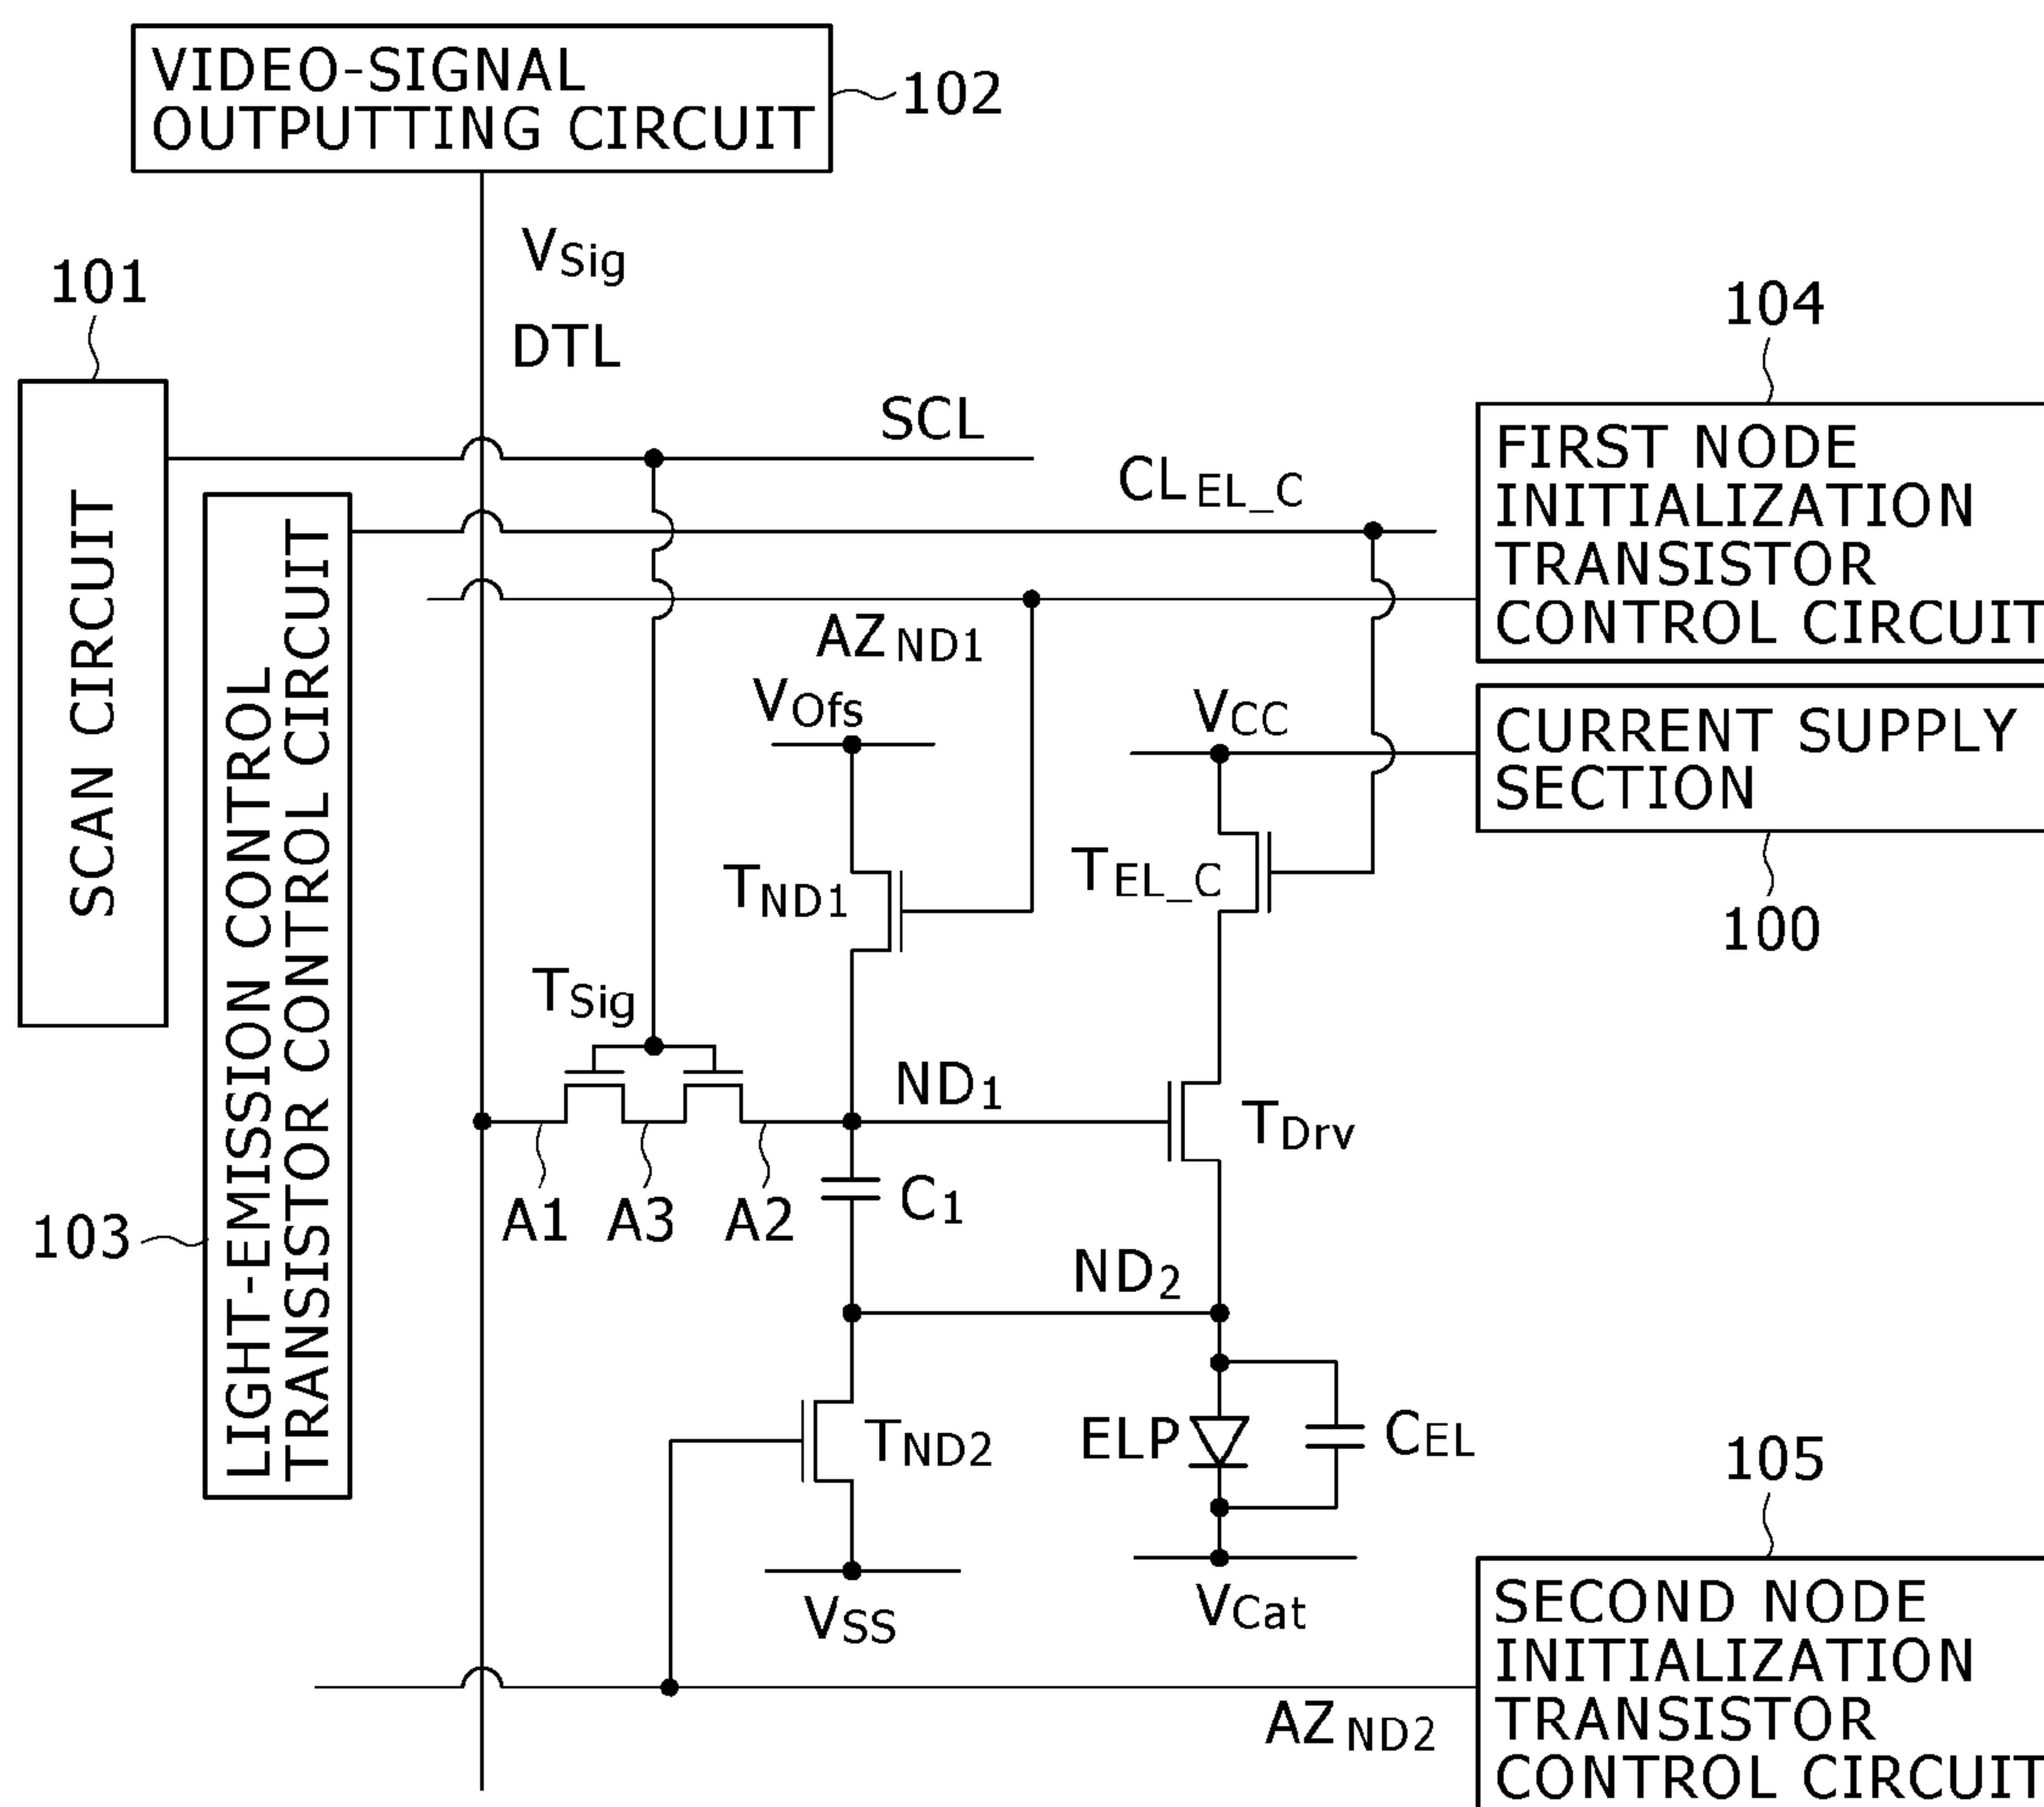 VIDEO-SIGNAL
OUTPUTTING CIRCUIT
102
VSig
DTL
101
104
SCAN CIRCUIT
SCL
CLEL_C
FIRST NODE
INITIALIZATION
TRANSISTOR
CONTROL CIRCUIT
LIGHT-EMISSION CONTROL
TRANSISTOR CONTROL CIRCUIT
103
AZND1
VOfs
VCC
CURRENT SUPPLY
SECTION
100
TND1
TEL_C
TSig
ND1
TDrv
A1
A3
A2
C1
ND2
TND2
ELP
CEL
105
VSS
VCat
SECOND NODE
INITIALIZATION
TRANSISTOR
CONTROL CIRCUIT
AZND2